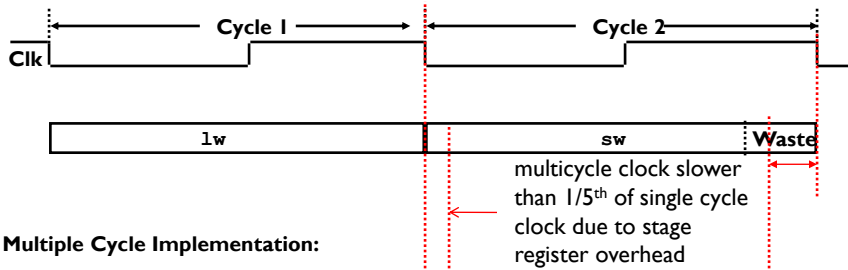 Cycle 1
Cycle 2
Clk
lw
sw
Waste
multicycle clock slower
than 1/5th of single cycle
clock due to stage
register overhead
Multiple Cycle Implementation: